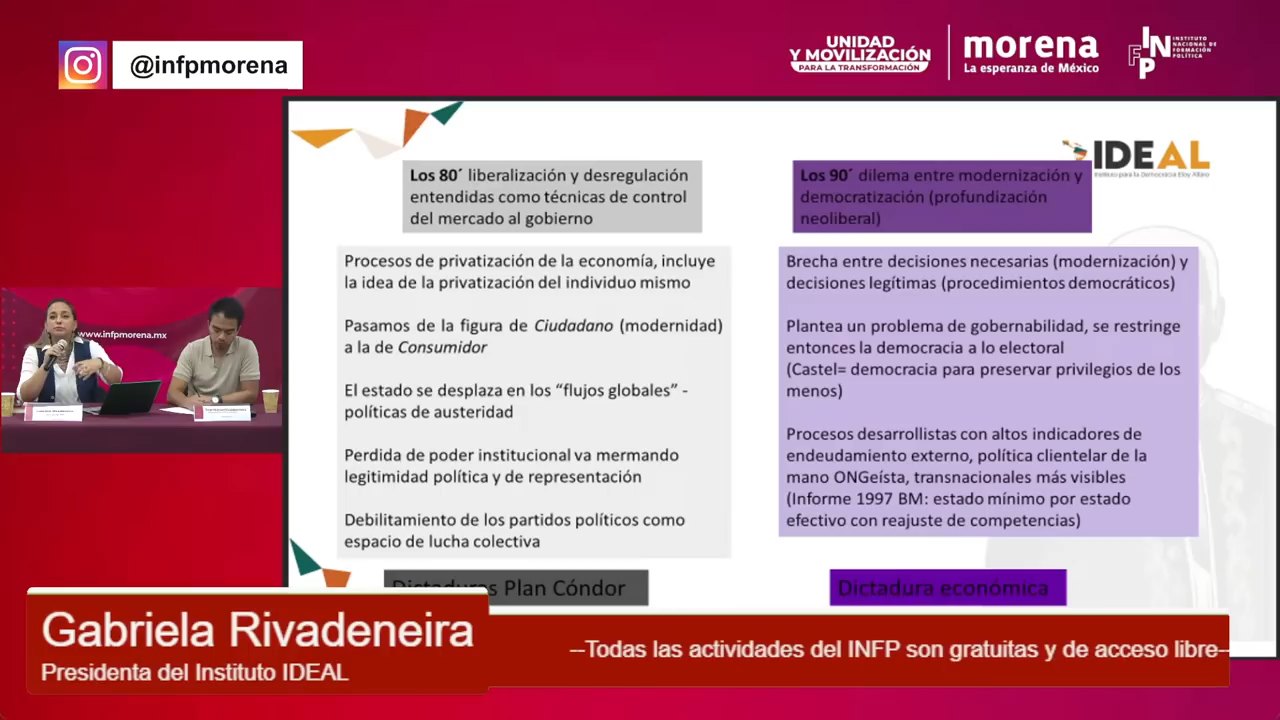 @infpmorena
UNIDAD
Y MOVILIZACIÓN
PARA LA TRANSFORMACIÓN
morena
La esperanza de México
INFP
INSTITUTO
NACIONAL DE
FORMACIÓN
POLÍTICA
IDEAL
Instituto para la Democracia Eloy Alfaro
Los 80´ liberalización y desregulación
entendidas como técnicas de control
del mercado al gobierno
Procesos de privatización de la economía, incluye
la idea de la privatización del individuo mismo
Pasamos de la figura de Ciudadano (modernidad)
a la de Consumidor
El estado se desplaza en los “flujos globales” -
políticas de austeridad
Perdida de poder institucional va mermando
legitimidad política y de representación
Debilitamiento de los partidos políticos como
espacio de lucha colectiva
Dictaduras Plan Cóndor
Los 90´ dilema entre modernización y
democratización (profundización
neoliberal)
Brecha entre decisiones necesarias (modernización) y
decisiones legítimas (procedimientos democráticos)
Plantea un problema de gobernabilidad, se restringe
entonces la democracia a lo electoral
(Castel= democracia para preservar privilegios de los
menos)
Procesos desarrollistas con altos indicadores de
endeudamiento externo, política clientelar de la
mano ONGeísta, transnacionales más visibles
(Informe 1997 BM: estado mínimo por estado
efectivo con reajuste de competencias)
Dictadura económica
www.infpmorena.mx
Gabriela Rivadeneira
Presidenta del Instituto IDEAL
--Todas las actividades del INFP son gratuitas y de acceso libre--